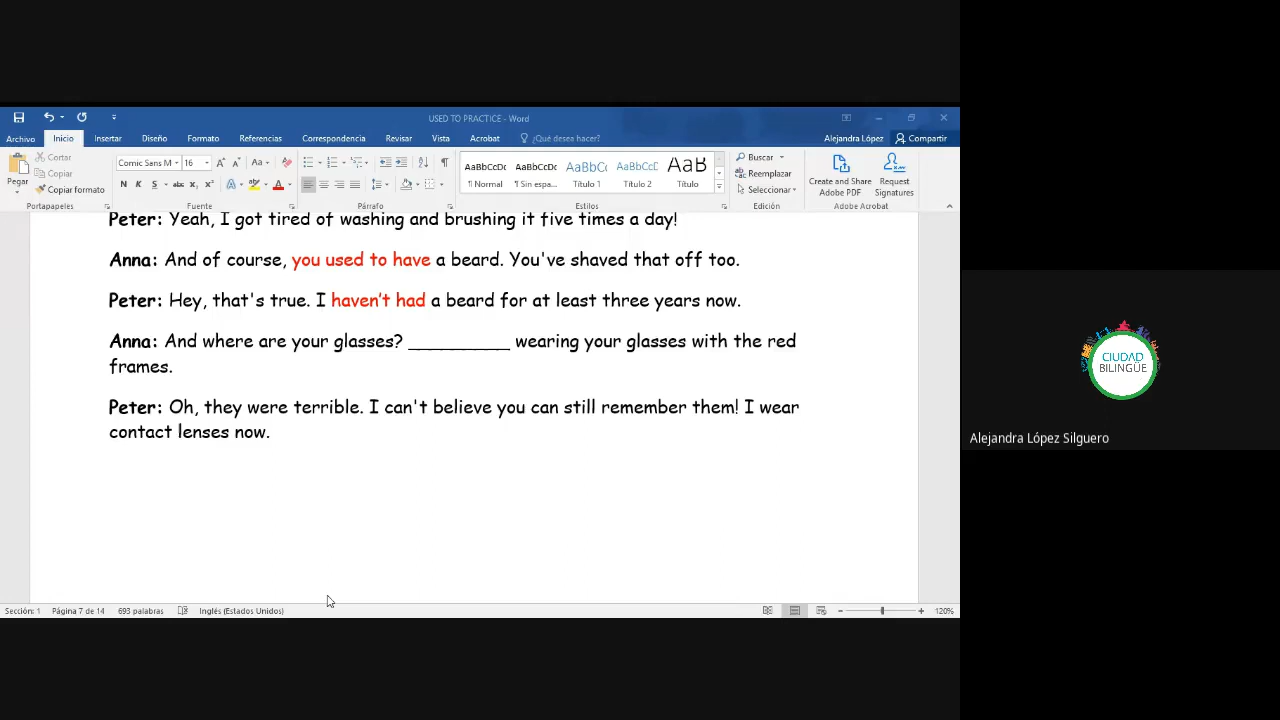 USED TO PRACTICE - Word
Archivo Inicio Insertar Diseño Formato Referencias Correspondencia Revisar Vista Acrobat ¿Qué desea hacer? Alejandra López Compartir
Pegar
Cortar
Copiar
Copiar formato
Portapapeles
Comic Sans M 16
N K S abc x₂ x²
Fuente
Párrafo
AaBbCcDc AaBbCcDc AaBbCc AaBbCcC AaB
¶ Normal ¶ Sin espa... Título 1 Título 2 Título
Estilos
Buscar
Reemplazar
Seleccionar
Edición
Create and Share Adobe PDF
Request Signatures
Adobe Acrobat
Peter: Yeah, I got tired of washing and brushing it five times a day!
Anna: And of course, you used to have a beard. You've shaved that off too.
Peter: Hey, that's true. I haven't had a beard for at least three years now.
Anna: And where are your glasses? __________ wearing your glasses with the red
frames.
Peter: Oh, they were terrible. I can't believe you can still remember them! I wear
contact lenses now.
Sección: 1 Página 7 de 14 693 palabras Inglés (Estados Unidos) 120%
CIUDAD
BILINGÜE
Alejandra López Silguero